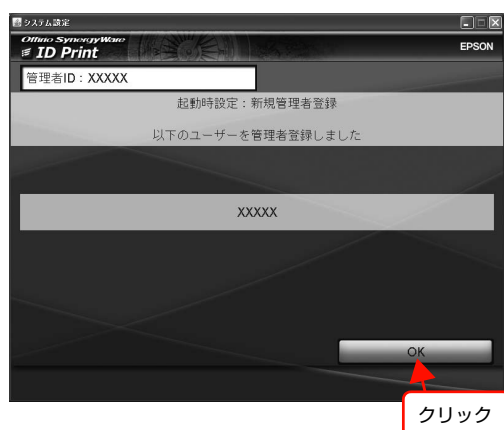 システム設定
Offirio SynergyWare
ID Print
EPSON
管理者ID：XXXXX
起動時設定：新規管理者登録
以下のユーザーを管理者登録しました
XXXXX
OK
クリック